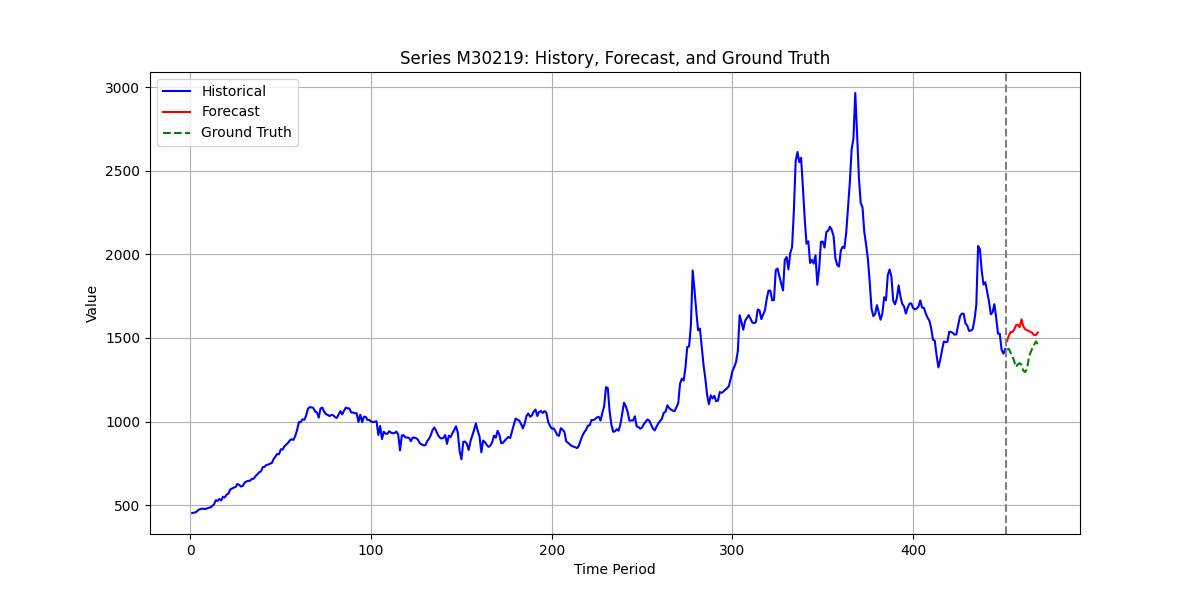 Series M30219: History, Forecast, and Ground Truth
Historical
Forecast
Ground Truth
Value
3000
2500
2000
1500
1000
500
0 100 200 300 400
Time Period